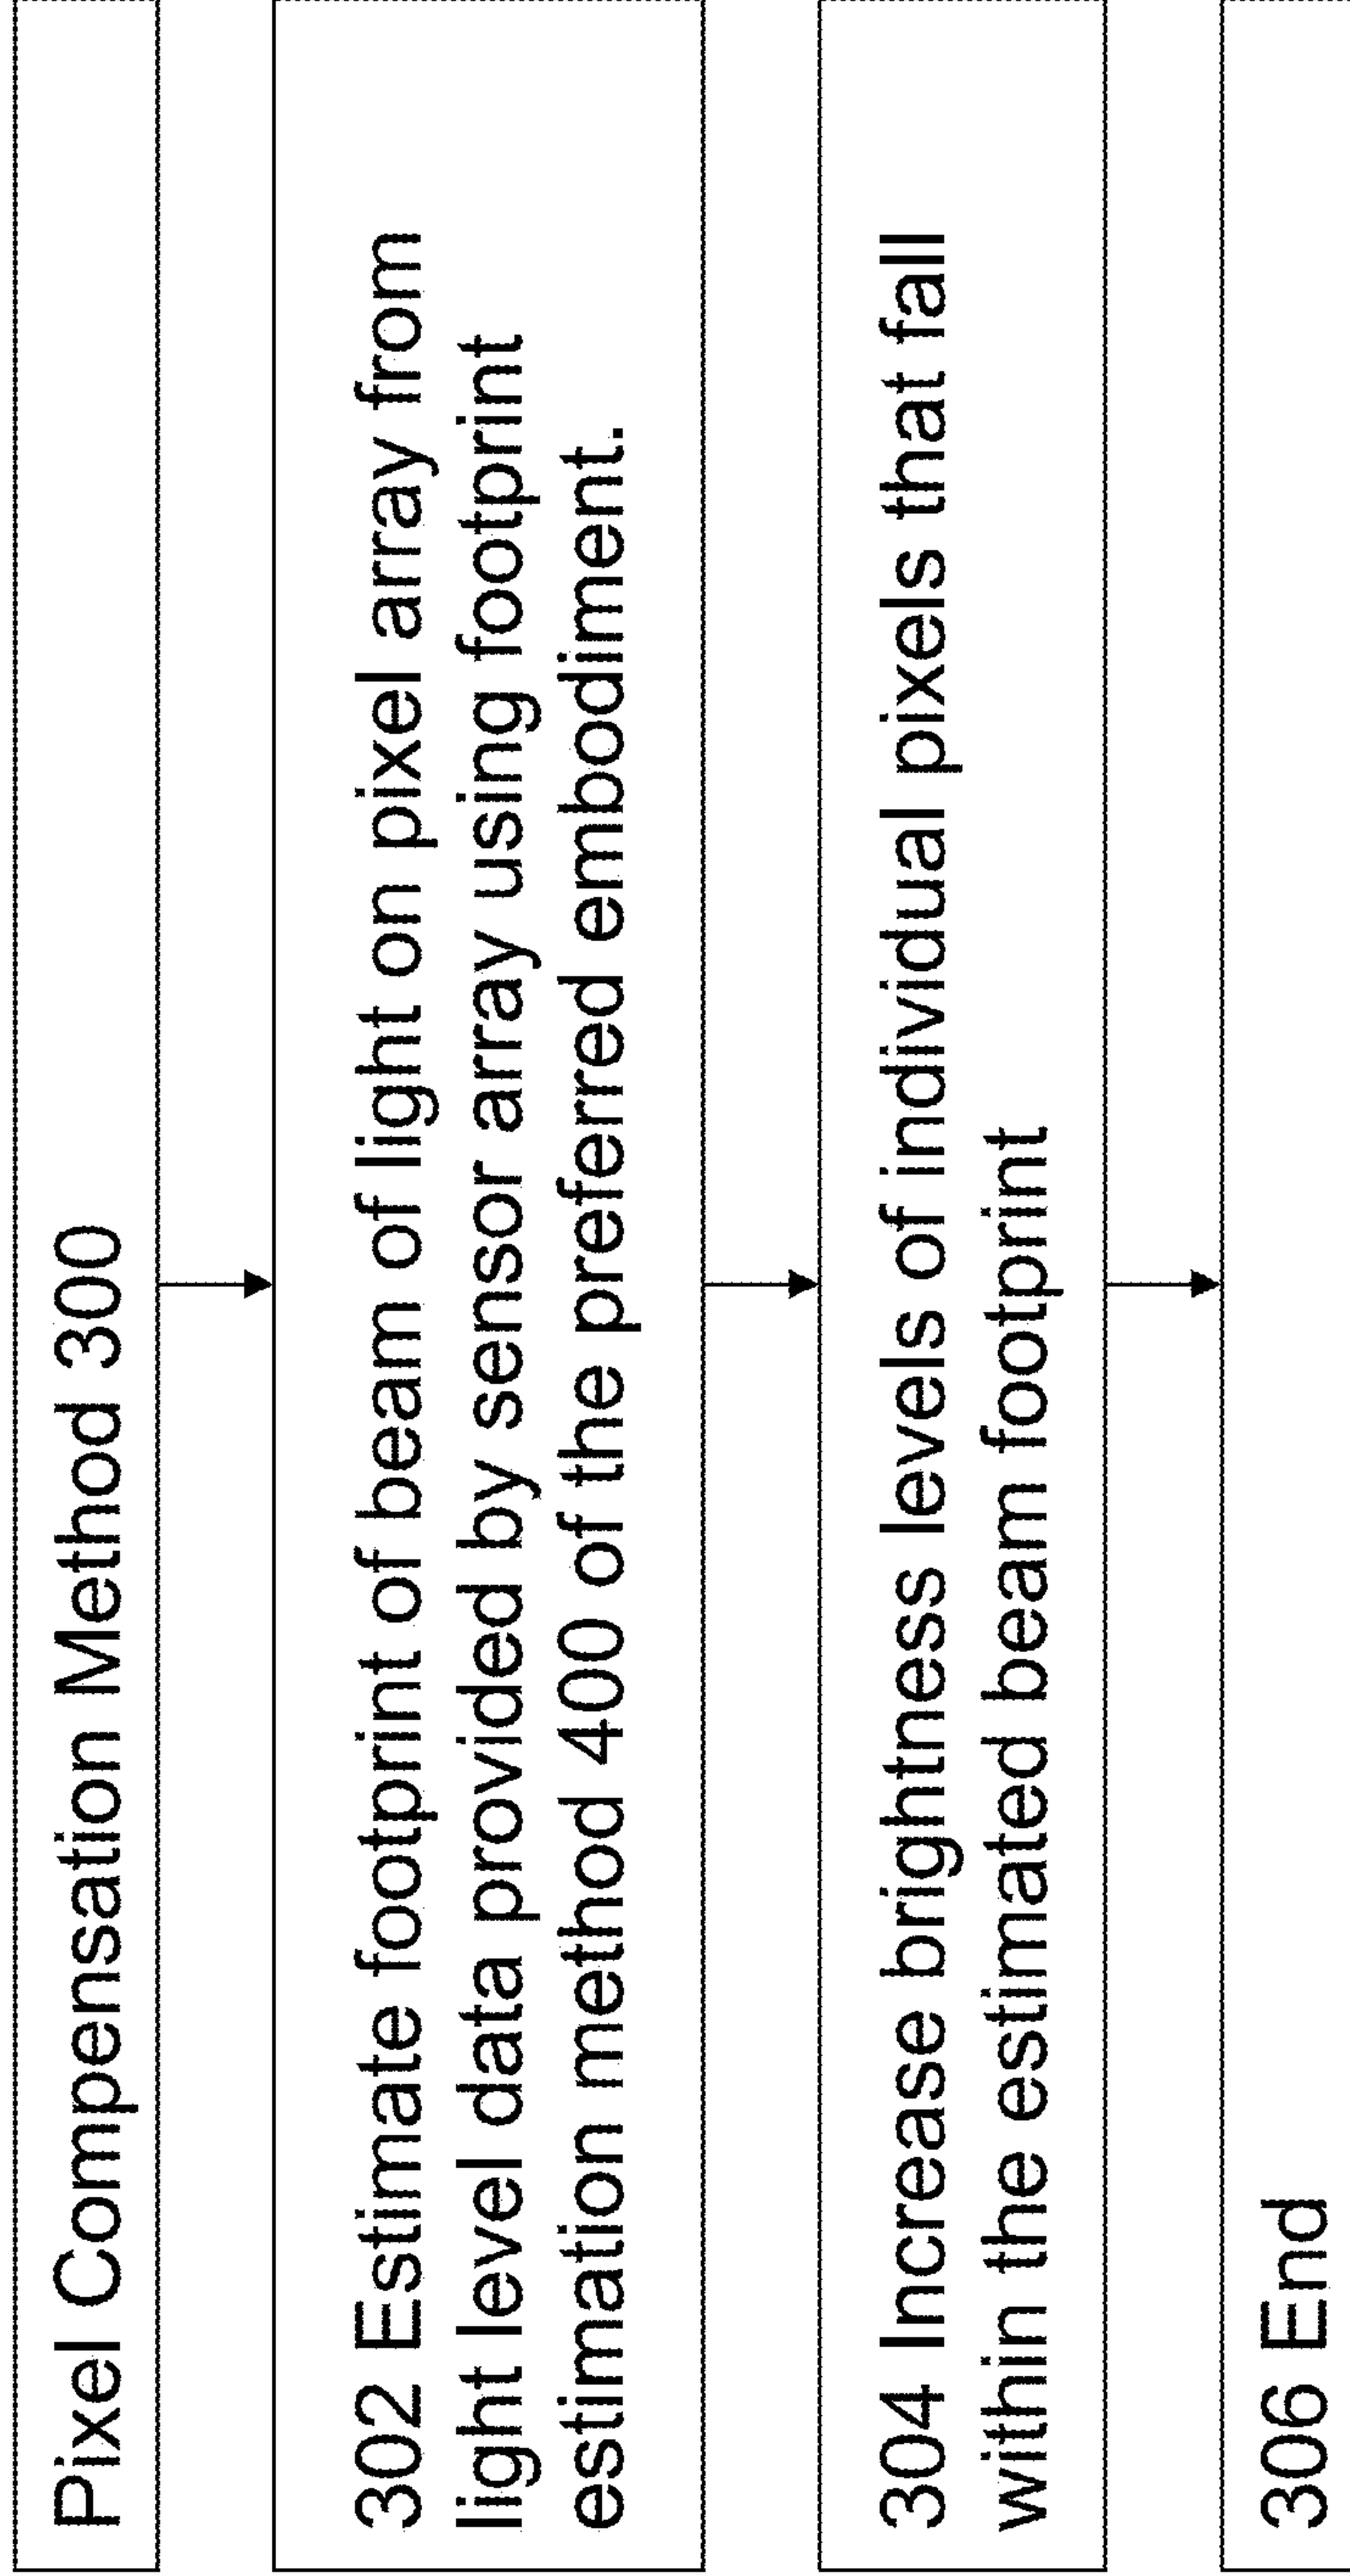 Pixel Compensation Method 300
302 Estimate footprint of beam of light on pixel array from
light level data provided by sensor array using footprint
estimation method 400 of the preferred embodiment.
304 Increase brightness levels of individual pixels that fall
within the estimated beam footprint
306 End